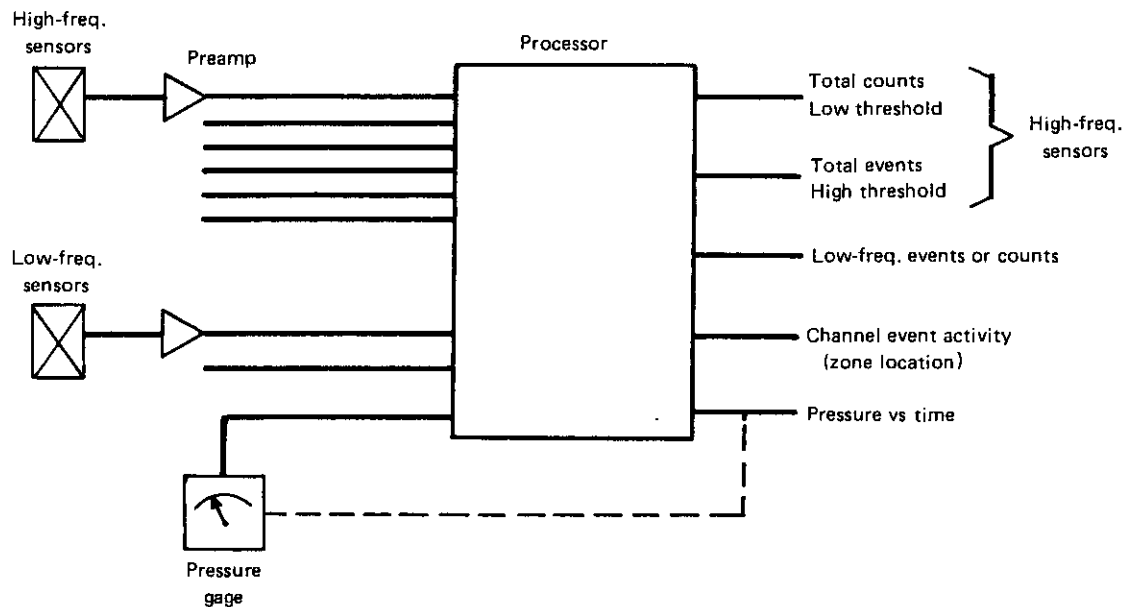 High-freq.
sensors
Preamp
Processor
Total counts
Low threshold
High-freq.
sensors
Total events
High threshold
Low-freq.
sensors
Low-freq. events or counts
Channel event activity
(zone location)
Pressure vs time
Pressure
gage